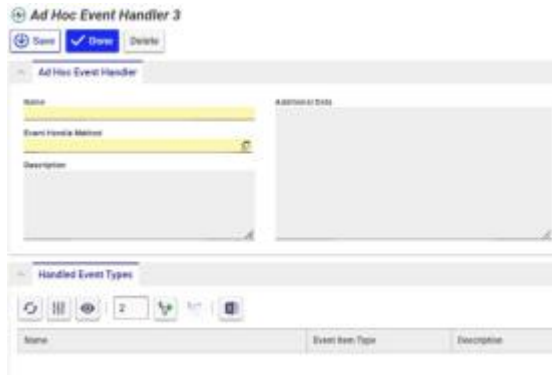 Ad Hoc Event Handler 3
Save Done Delete
Ad Hoc Event Handler
Name Additional Data
Event Handle Method
Description
Handled Event Types
2
Name Event Item Type Description